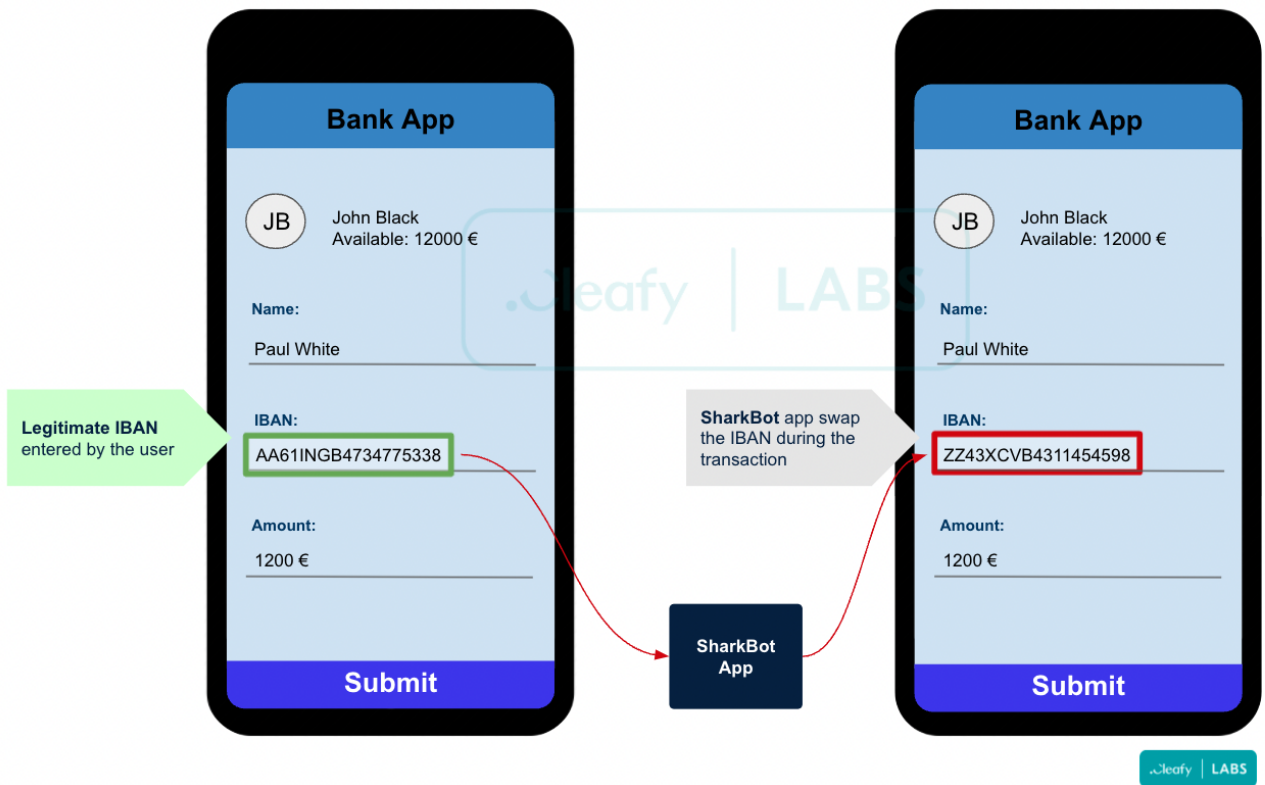 Bank App
JB
John Black
Available: 12000 €
Name:
Paul White
Legitimate IBAN
entered by the user
IBAN:
AA61INGB4734775338
Amount:
1200 €
Submit
.Cleafy | LABS
SharkBot app swap
the IBAN during the
transaction
SharkBot
App
Bank App
JB
John Black
Available: 12000 €
Name:
Paul White
IBAN:
ZZ43XCVB4311454598
Amount:
1200 €
Submit
.Cleafy | LABS